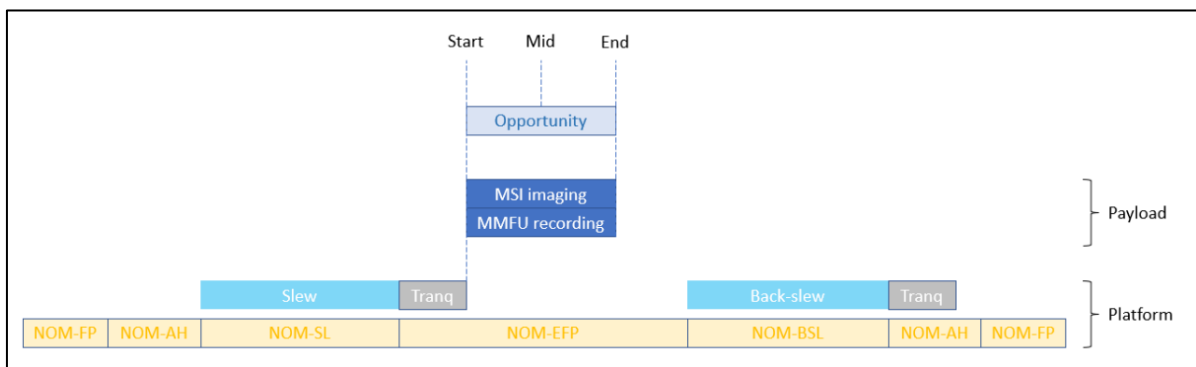 Start Mid End
Opportunity
MSI imaging
MMFU recording
Payload
Slew Tranq Back-slew Tranq
Platform
NOM-FP NOM-AH NOM-SL NOM-EFP NOM-BSL NOM-AH NOM-FP